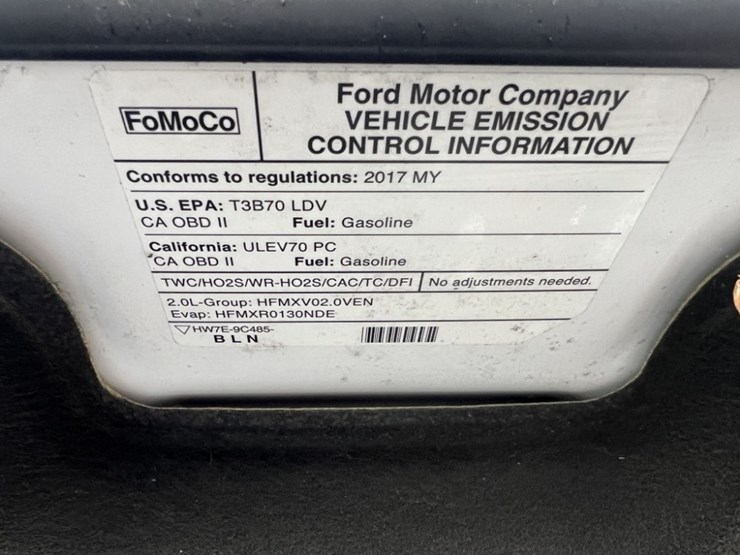 FoMoCo
Ford Motor Company
VEHICLE EMISSION
CONTROL INFORMATION
Conforms to regulations: 2017 MY
U.S. EPA: T3B70 LDV
CA OBD II Fuel: Gasoline
California: ULEV70 PC
CA OBD II Fuel: Gasoline
TWC/HO2S/WR-HO2S/CAC/TC/DFI No adjustments needed.
2.0L-Group: HFMXV02.0VEN
Evap: HFMXR0130NDE
HW7E-9C485-
BLN